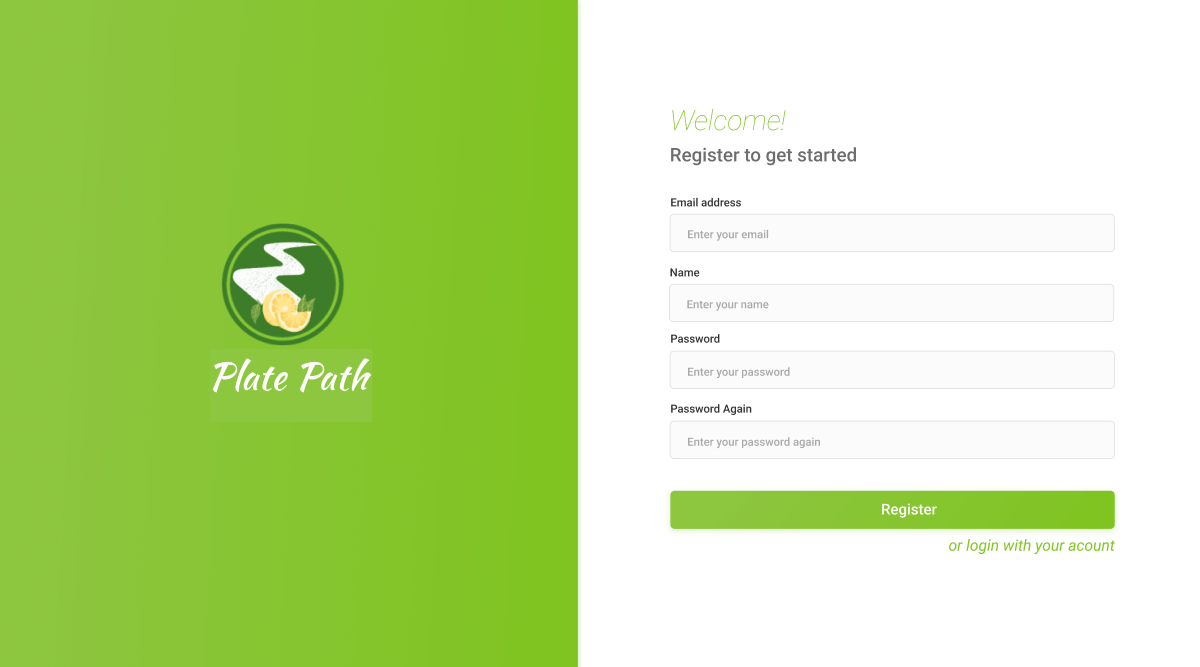 Plate Path
Welcome!
Register to get started
Email address
Enter your email
Name
Enter your name
Password
Enter your password
Password Again
Enter your password again
Register
or login with your acount